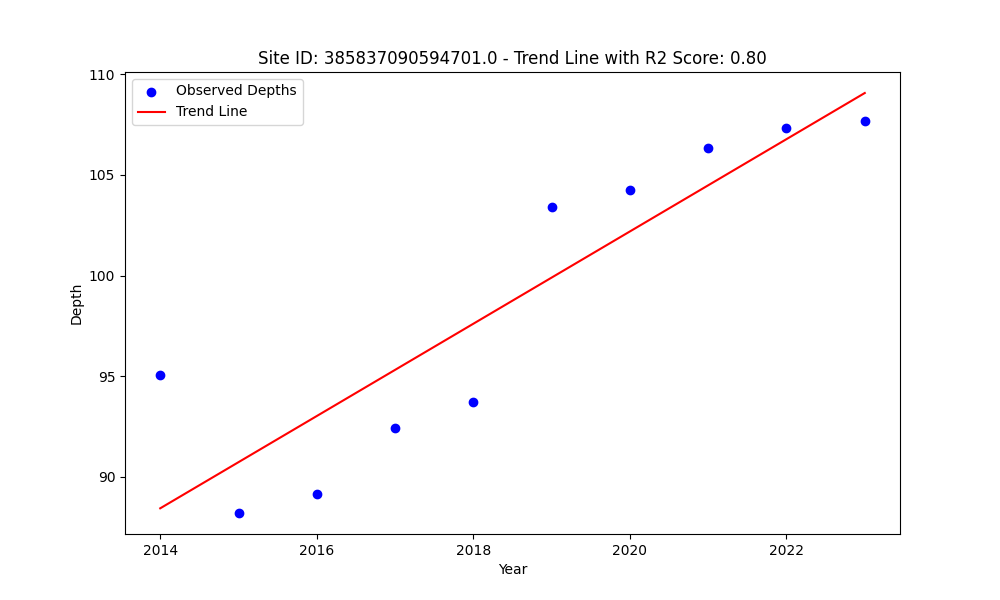 Site ID: 385837090594701.0 - Trend Line with R2 Score: 0.80
Observed Depths
Trend Line
110
105
100
95
90
Depth
2014
2016
2018
2020
2022
Year